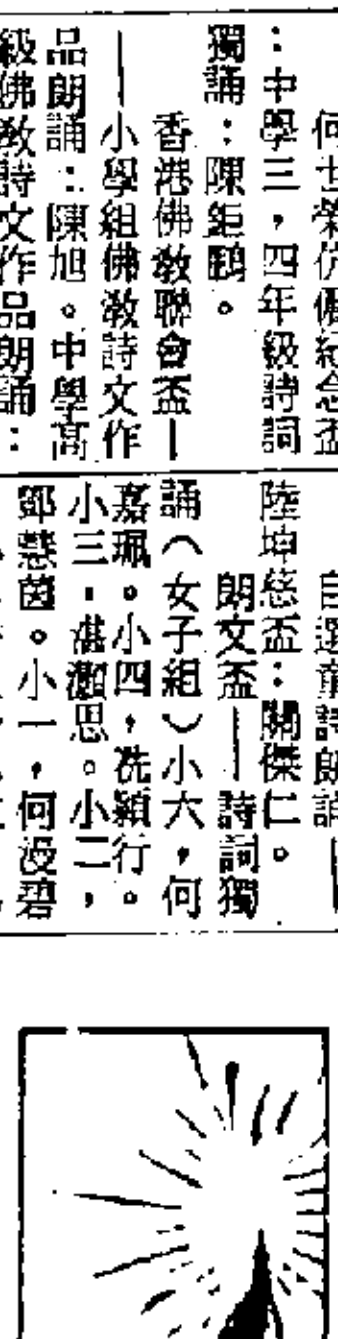 何世榮伉儷紀念盃
：中學三，四年級詩詞
獨誦：陳鉅鵬。
香港佛教聯會盃｜
｜小學組佛教詩文作
品朗誦：陳旭。中學高
級佛教詩文作品朗誦：
自選童詩朗誦｜
陸坤慈盃：關傑仁。
朗文盃｜詩詞獨
誦（女子組）小六，何
嘉珮。小四，冼穎行。
小三，湛灝思。小二，
鄧慧茵。小一，何浸碧